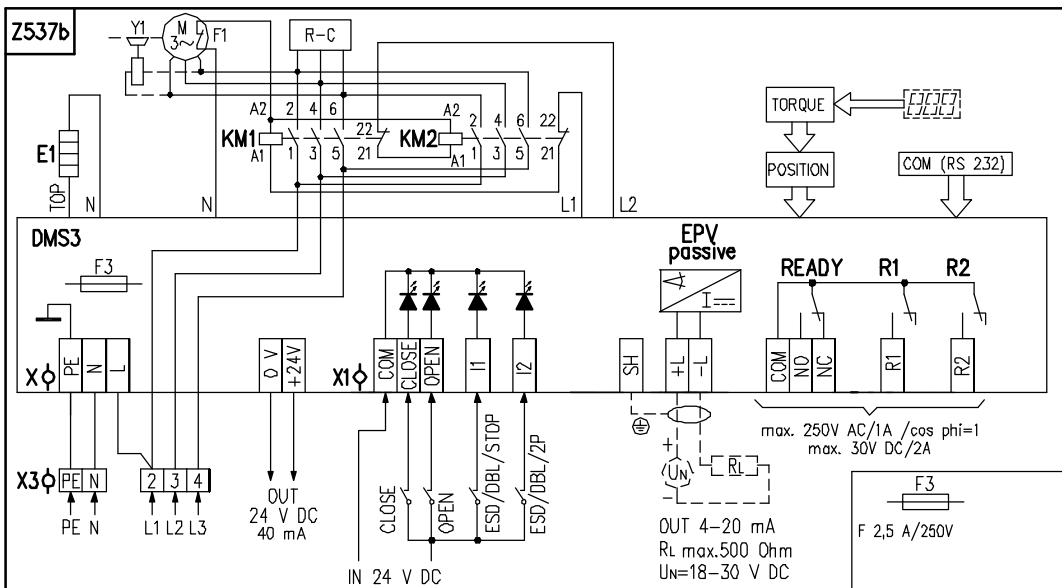 Z537b
Y1
M
3~
F1
R-C
A2 2 4 6
22
KM1
A1 1 3 5
21
A2 2 4 6
22
KM2
A1 1 3 5
21
TORQUE
POSITION
COM (RS 232)
E1
TOP
N
N
L1
L2
DMS3
F3
EPV
passive
READY R1 R2
X
PE
N
L
0 V
+24V
X1
COM
CLOSE
OPEN
I1
I2
SH
+L
-L
COM
NO
NC
R1
R2
max. 250V AC/1A /cos phi=1
max. 30V DC/2A
X3
PE N
2 3 4
PE N
L1 L2 L3
OUT
24 V DC
40 mA
CLOSE
OPEN
ESD/DBL/STOP
ESD/DBL/2P
IN 24 V DC
+
UN
-
RL
OUT 4-20 mA
RL max.500 Ohm
UN=18-30 V DC
F3
F 2,5 A/250V